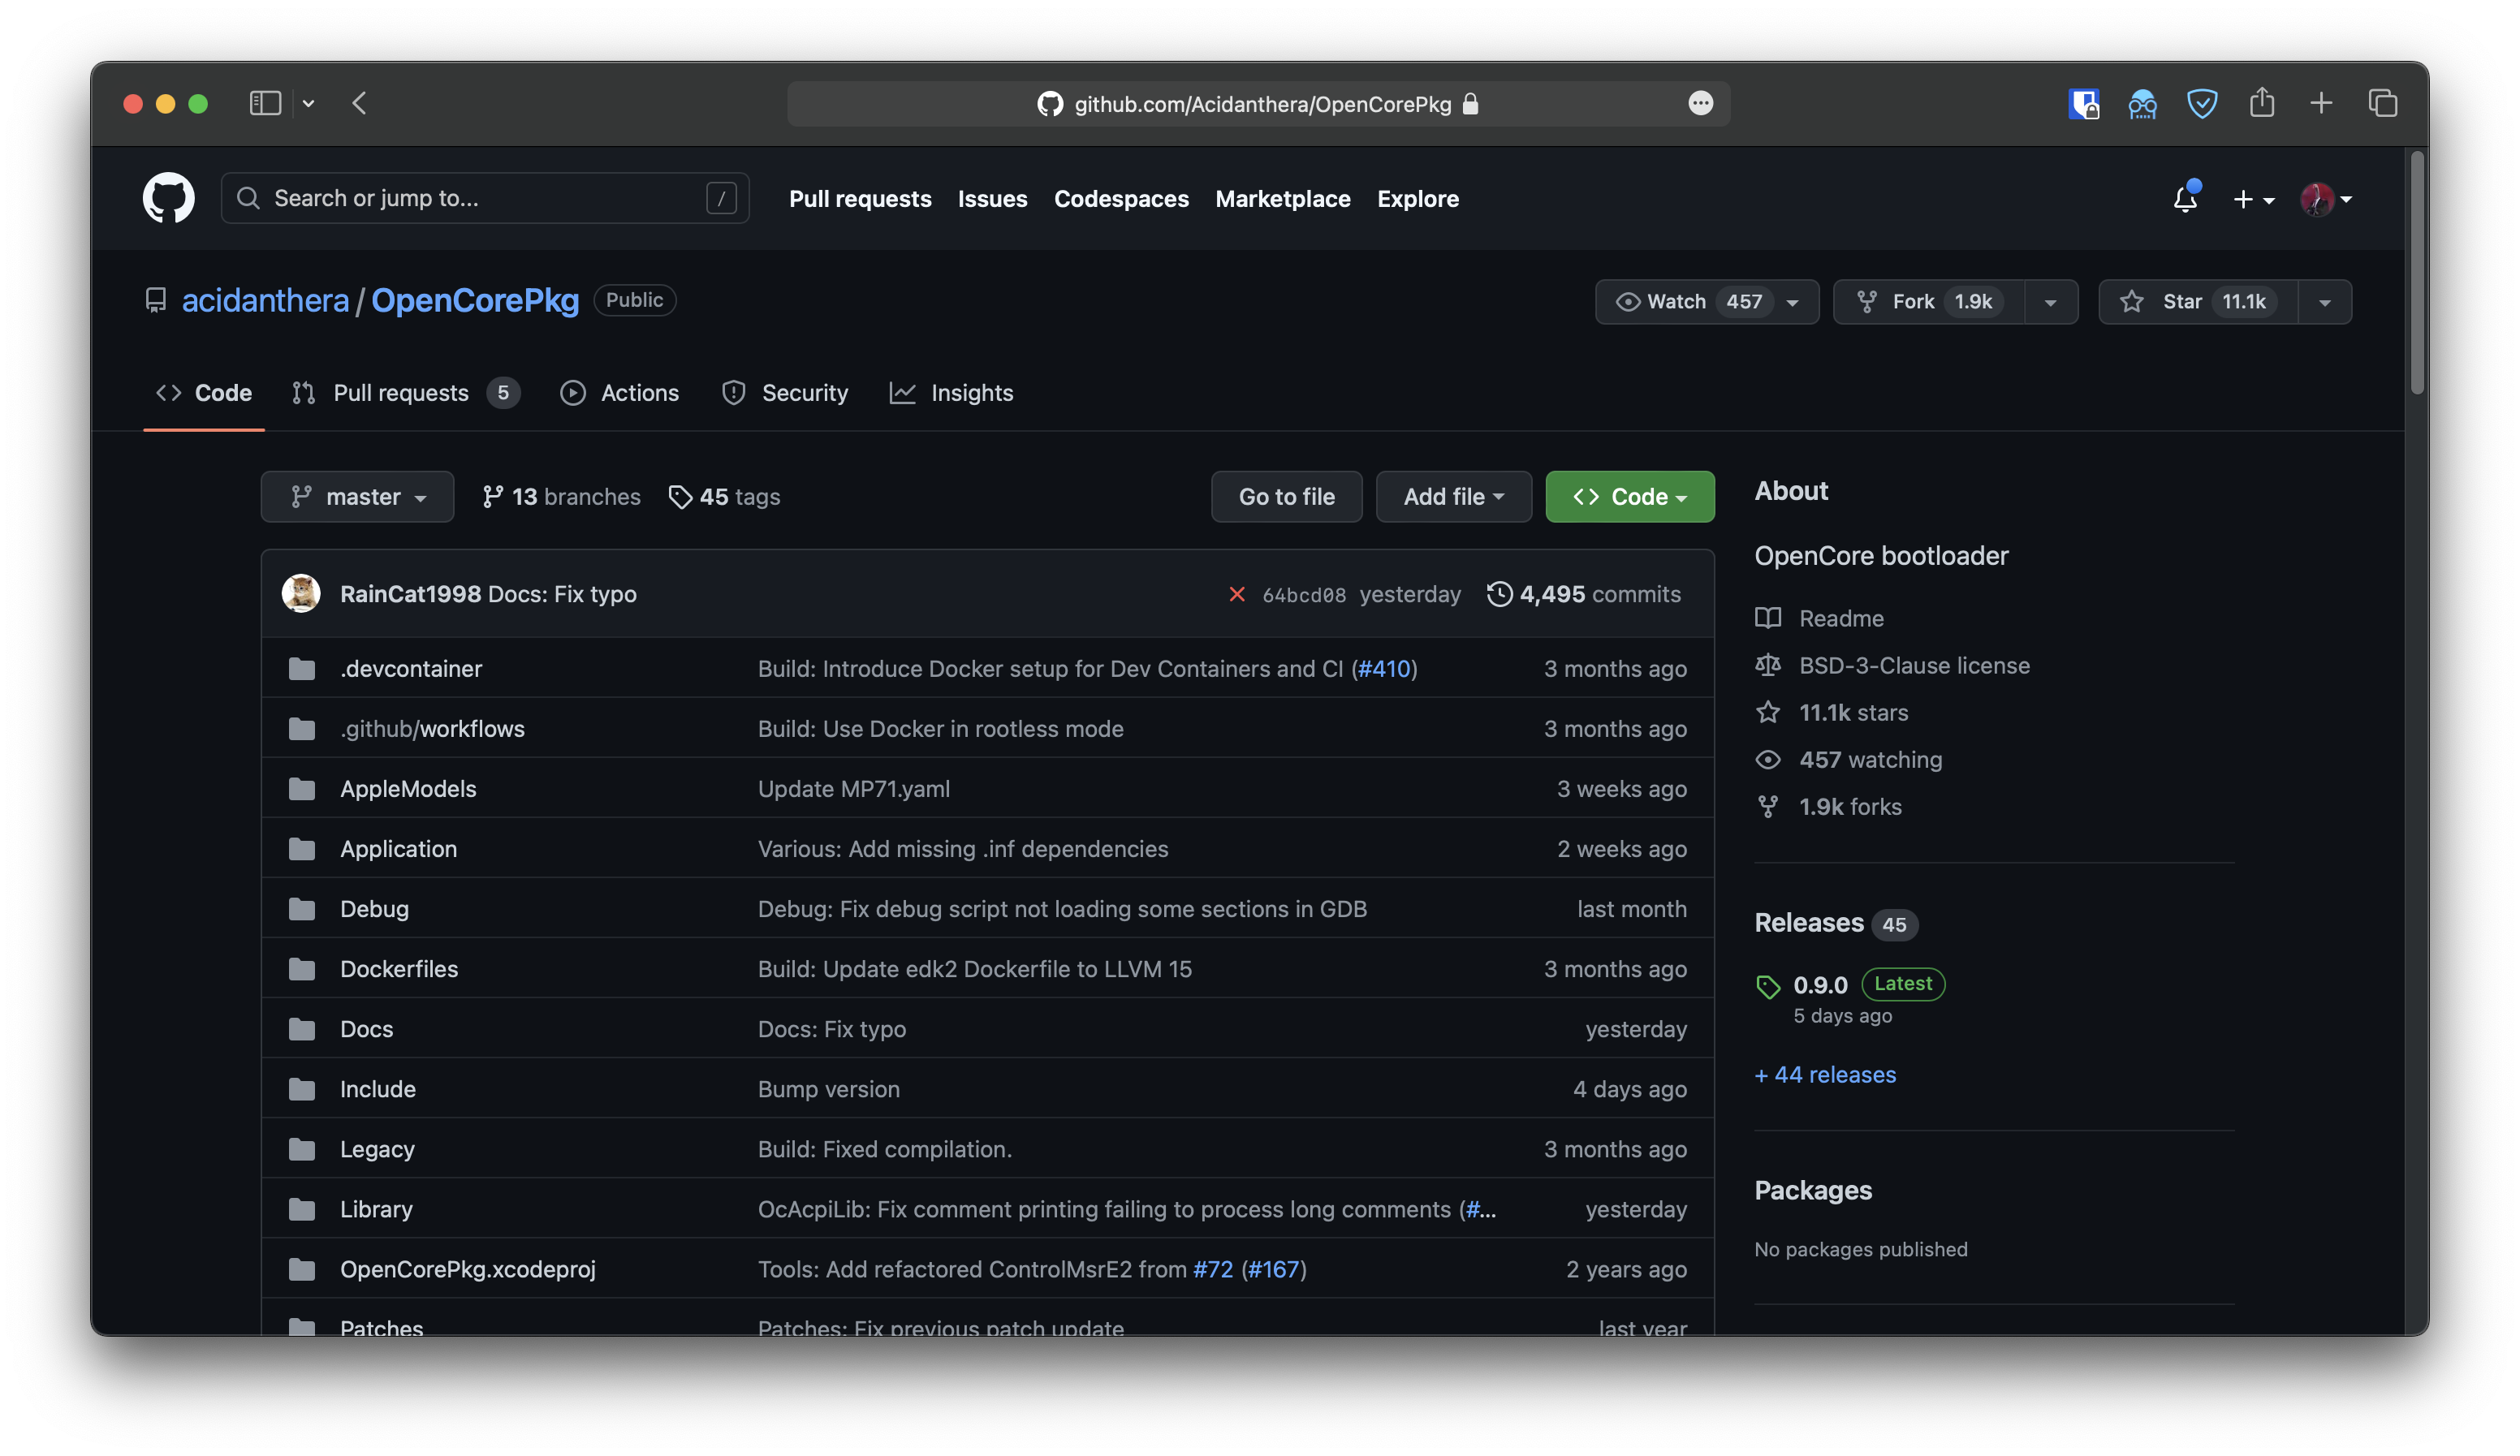 github.com/Acidanthera/OpenCorePkg
Search or jump to... /
Pull requests Issues Codespaces Marketplace Explore
acidanthera / OpenCorePkg Public
Watch 457 Fork 1.9k Star 11.1k
Code Pull requests 5 Actions Security Insights
master 13 branches 45 tags Go to file Add file Code
RainCat1998 Docs: Fix typo 64bcd08 yesterday 4,495 commits
.devcontainer Build: Introduce Docker setup for Dev Containers and CI (#410) 3 months ago
.github/workflows Build: Use Docker in rootless mode 3 months ago
AppleModels Update MP71.yaml 3 weeks ago
Application Various: Add missing .inf dependencies 2 weeks ago
Debug Debug: Fix debug script not loading some sections in GDB last month
Dockerfiles Build: Update edk2 Dockerfile to LLVM 15 3 months ago
Docs Docs: Fix typo yesterday
Include Bump version 4 days ago
Legacy Build: Fixed compilation. 3 months ago
Library OcAcpiLib: Fix comment printing failing to process long comments (#... yesterday
OpenCorePkg.xcodeproj Tools: Add refactored ControlMsrE2 from #72 (#167) 2 years ago
Patches Patches: Fix previous patch update last year
About
OpenCore bootloader
Readme
BSD-3-Clause license
11.1k stars
457 watching
1.9k forks
Releases 45
0.9.0 Latest
5 days ago
+ 44 releases
Packages
No packages published